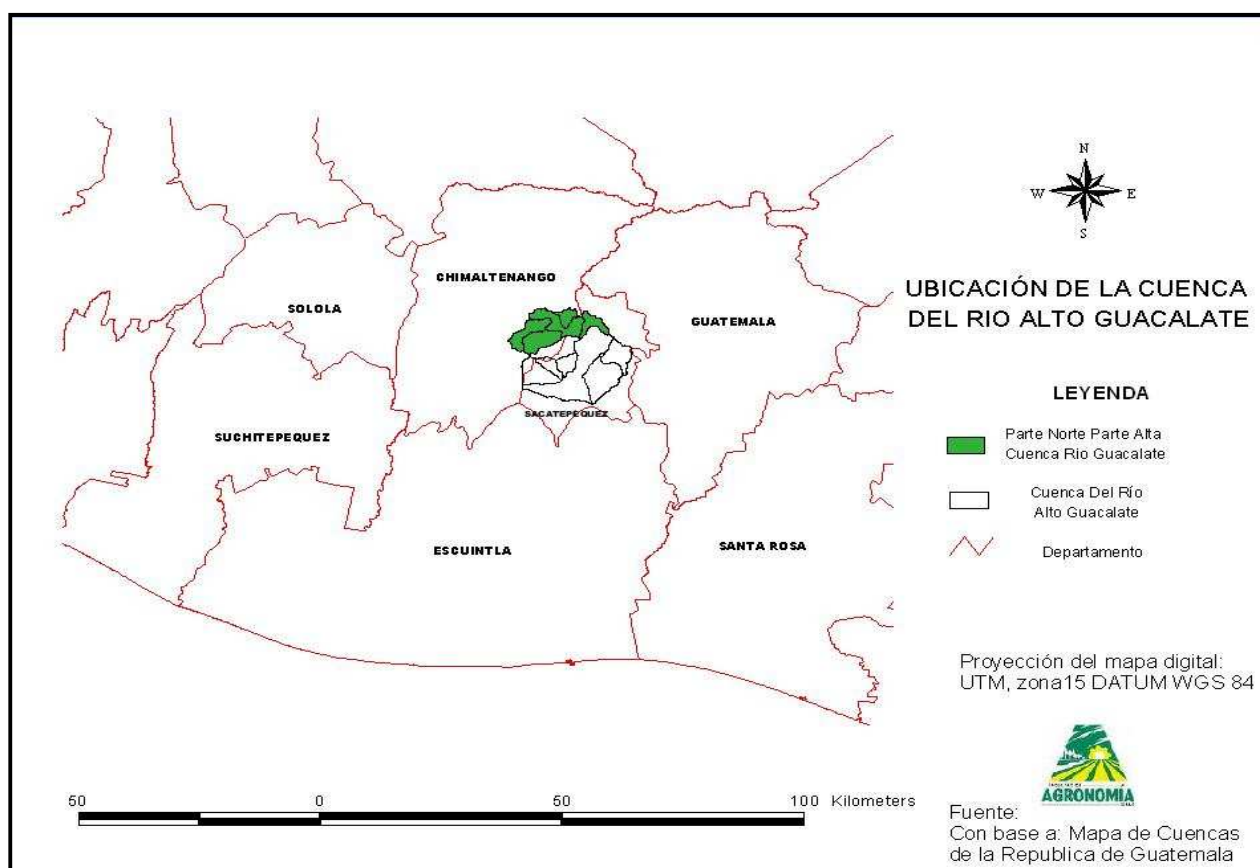 N
W E
S
UBICACIÓN DE LA CUENCA
DEL RIO ALTO GUACALATE
LEYENDA
Parte Norte Parte Alta
Cuenca Rio Guacalate
Cuenca Del Río
Alto Guacalate
Departamento
CHIMALTENANGO
SOLOLA
GUATEMALA
SACATEPEQUEZ
SUCHITEPEQUEZ
ESCUINTLA
SANTA ROSA
Proyección del mapa digital:
UTM, zona15 DATUM WGS 84
50 0 50 100 Kilometers
AGRONOMIA
Fuente:
Con base a: Mapa de Cuencas
de la Republica de Guatemala